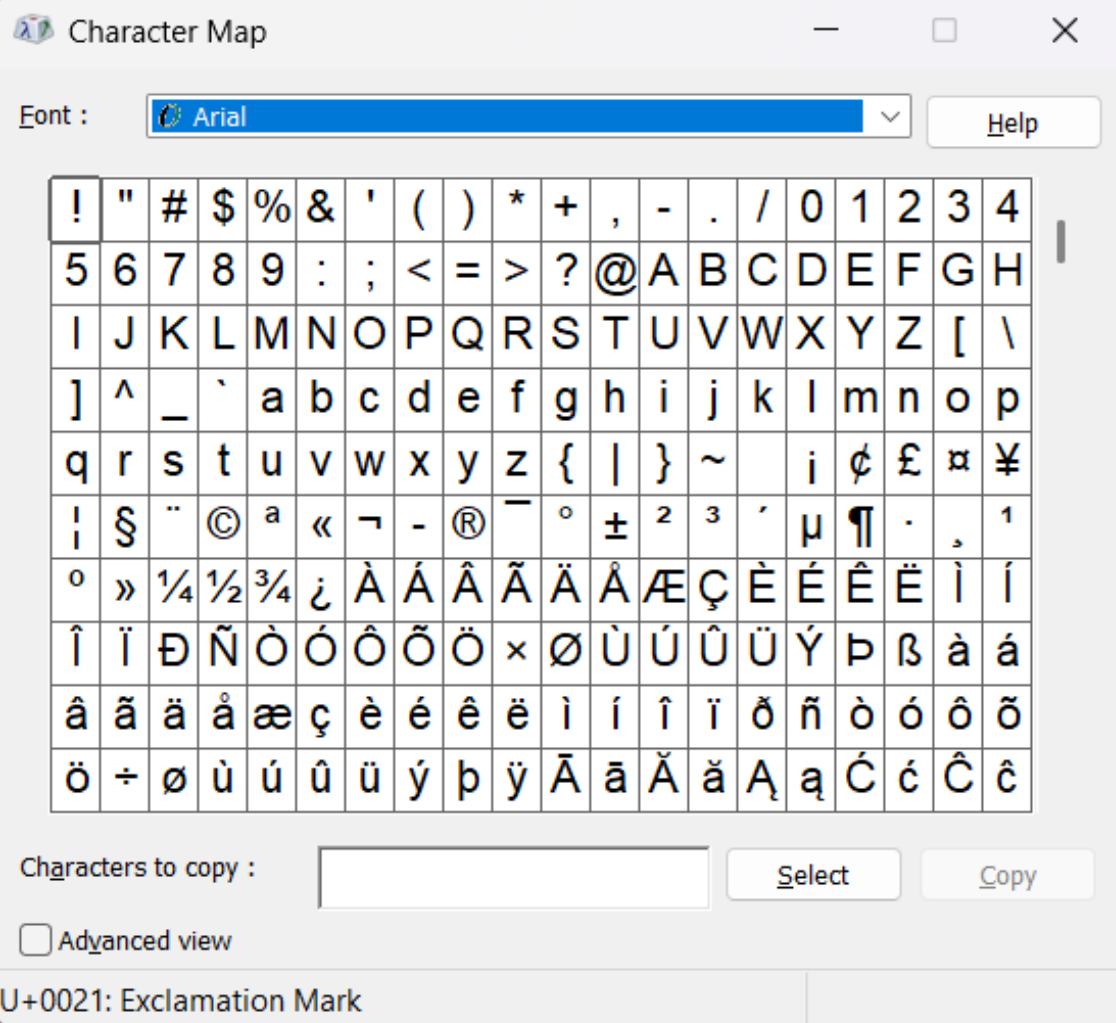 Character Map
Font :
Arial
Help
! " # $ % & ' ( ) * + , - . / 0 1 2 3 4
5 6 7 8 9 : ; < = > ? @ A B C D E F G H
I J K L M N O P Q R S T U V W X Y Z [ \
] ^ _ ` a b c d e f g h i j k l m n o p
q r s t u v w x y z { | } ~   ¡ ¢ £ ¤ ¥
¦ § ¨ © ª « ¬ - ® ¯ ° ± ² ³ ´ µ ¶ · ¸ ¹
º » ¼ ½ ¾ ¿ À Á Â Ã Ä Å Æ Ç È É Ê Ë Ì Í
Î Ï Ð Ñ Ò Ó Ô Õ Ö × Ø Ù Ú Û Ü Ý Þ ß à á
â ã ä å æ ç è é ê ë ì í î ï ð ñ ò ó ô õ
ö ÷ ø ù ú û ü ý þ ÿ Ā ā Ă ă Ą ą Ć ć Ĉ ĉ
Characters to copy :
Select
Copy
Advanced view
U+0021: Exclamation Mark